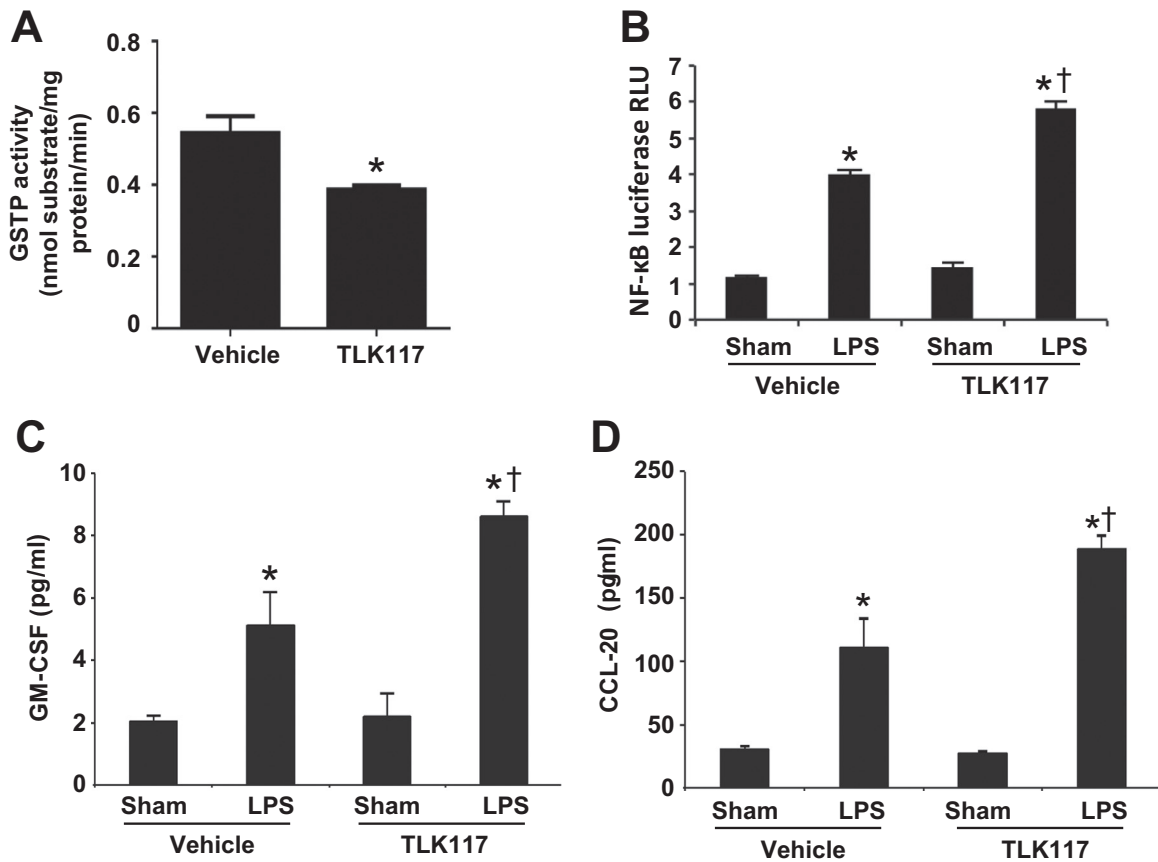 A
GSTP activity
(nmol substrate/mg
protein/min)
0.8
0.6
0.4
0.2
0
*
Vehicle
TLK117
B
NF-κB luciferase RLU
7
6
5
4
3
2
1
0
*
*†
Sham LPS Sham LPS
Vehicle TLK117
C
GM-CSF (pg/ml)
10
8
6
4
2
0
*
*†
Sham LPS Sham LPS
Vehicle TLK117
D
CCL-20 (pg/ml)
250
200
150
100
50
0
*
*†
Sham LPS Sham LPS
Vehicle TLK117